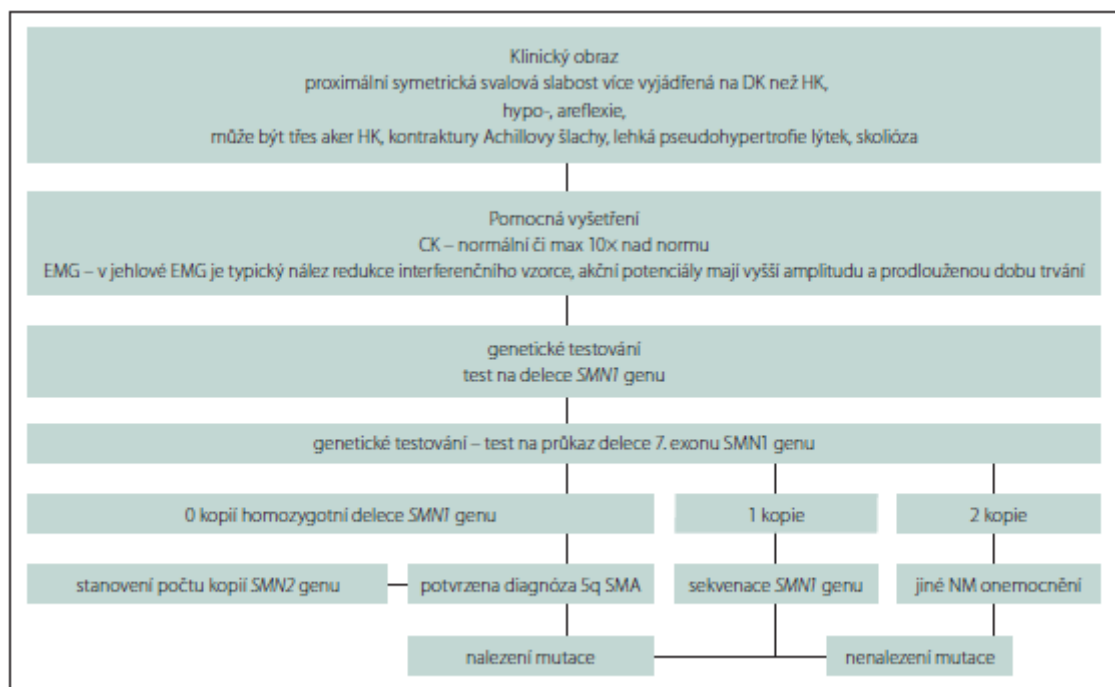 Klinický obraz
proximální symetrická svalová slabost více vyjádřená na DK než HK,
hypo-, areflexie,
může být třes aker HK, kontraktury Achillovy šlachy, lehká pseudohypertrofie lýtek, skolióza
Pomocná vyšetření
CK – normální či max 10× nad normu
EMG – v jehlové EMG je typický nález redukce interferenčního vzorce, akční potenciály mají vyšší amplitudu a prodlouženou dobu trvání
genetické testování
test na delece SMN1 genu
genetické testování – test na průkaz delece 7. exonu SMN1 genu
0 kopií homozygotní delece SMN1 genu
1 kopie
2 kopie
stanovení počtu kopií SMN2 genu
potvrzena diagnóza 5q SMA
sekvenace SMN1 genu
jiné NM onemocnění
nalezení mutace
nenalezení mutace